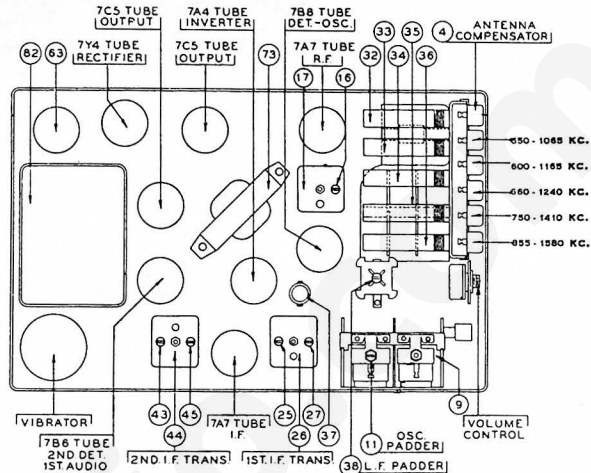 7C5 TUBE OUTPUT
7A4 TUBE INVERTER
7B8 TUBE DET.-OSC.
35
4
ANTENNA COMPENSATOR
82
63
7Y4 TUBE RECTIFIER
7C5 TUBE OUTPUT
73
7A7 TUBE R.F.
33
34
36
17
16
32
550-1065 KC.
600-1165 KC.
660-1240 KC.
750-1410 KC.
855-1580 KC.
VIBRATOR
43
45
44
7A7 TUBE I.F.
25
27
26
37
9
VOLUME CONTROL
7B6 TUBE 2ND DET. 1ST. AUDIO
2ND. I.F. TRANS
1ST. I.F. TRANS
11
OSC. PADDER
38
L.F. PADDER